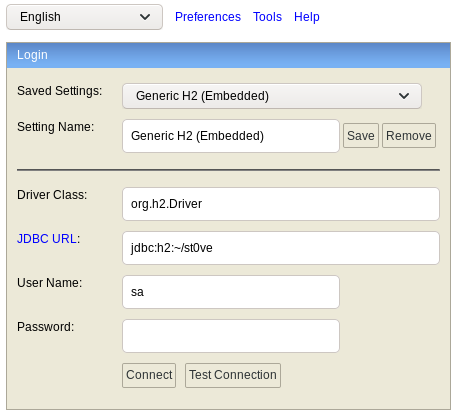 English Preferences Tools Help
Login
Saved Settings: Generic H2 (Embedded)
Setting Name: Generic H2 (Embedded) Save Remove
Driver Class: org.h2.Driver
JDBC URL: jdbc:h2:~/st0ve
User Name: sa
Password:
Connect Test Connection